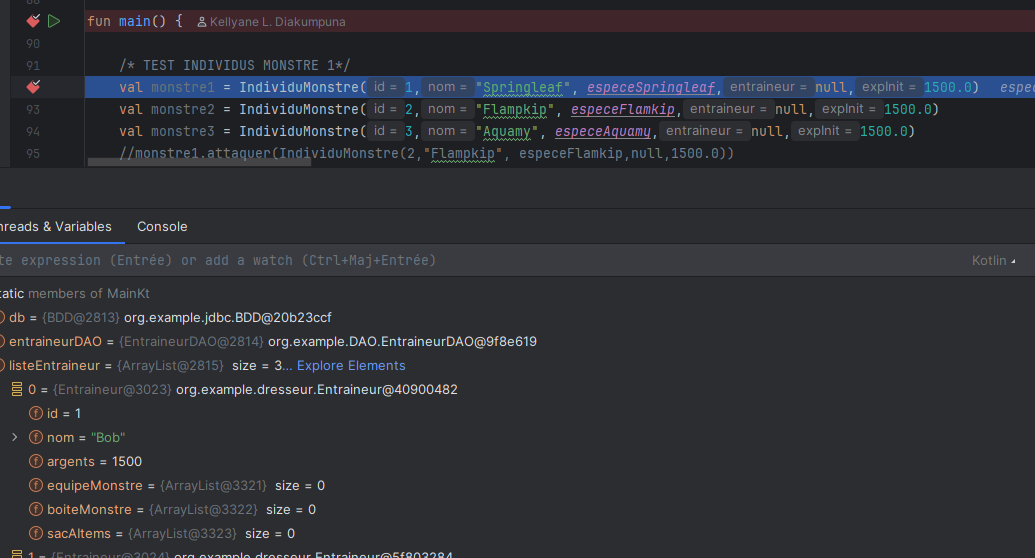 fun main() { Kellyane L. Diakumpuna
90
91 /* TEST INDIVIDUS MONSTRE 1*/
val monstre1 = IndividuMonstre( id = 1, nom = "Springleaf", especeSpringleaf, entraineur = null, expInit = 1500.0) espec
93 val monstre2 = IndividuMonstre( id = 2, nom = "Flampkip", especeFlamkip, entraineur = null, expInit = 1500.0)
94 val monstre3 = IndividuMonstre( id = 3, nom = "Aquamy", especeAquamy, entraineur = null, expInit = 1500.0)
95 //monstre1.attaquer(IndividuMonstre(2,"Flampkip", especeFlamkip,null,1500.0))
hreads & Variables Console
te expression (Entrée) or add a watch (Ctrl+Maj+Entrée) Kotlin
tatic members of MainKt
db = {BDD@2813} org.example.jdbc.BDD@20b23ccf
entraineurDAO = {EntraineurDAO@2814} org.example.DAO.EntraineurDAO@9f8e619
listeEntraineur = {ArrayList@2815} size = 3... Explore Elements
0 = {Entraineur@3023} org.example.dresseur.Entraineur@40900482
f id = 1
f nom = "Bob"
f argents = 1500
f equipeMonstre = {ArrayList@3321} size = 0
f boiteMonstre = {ArrayList@3322} size = 0
f sacAItems = {ArrayList@3323} size = 0
1 = {Entraineur@3024} org.example.dresseur.Entraineur@5f803284